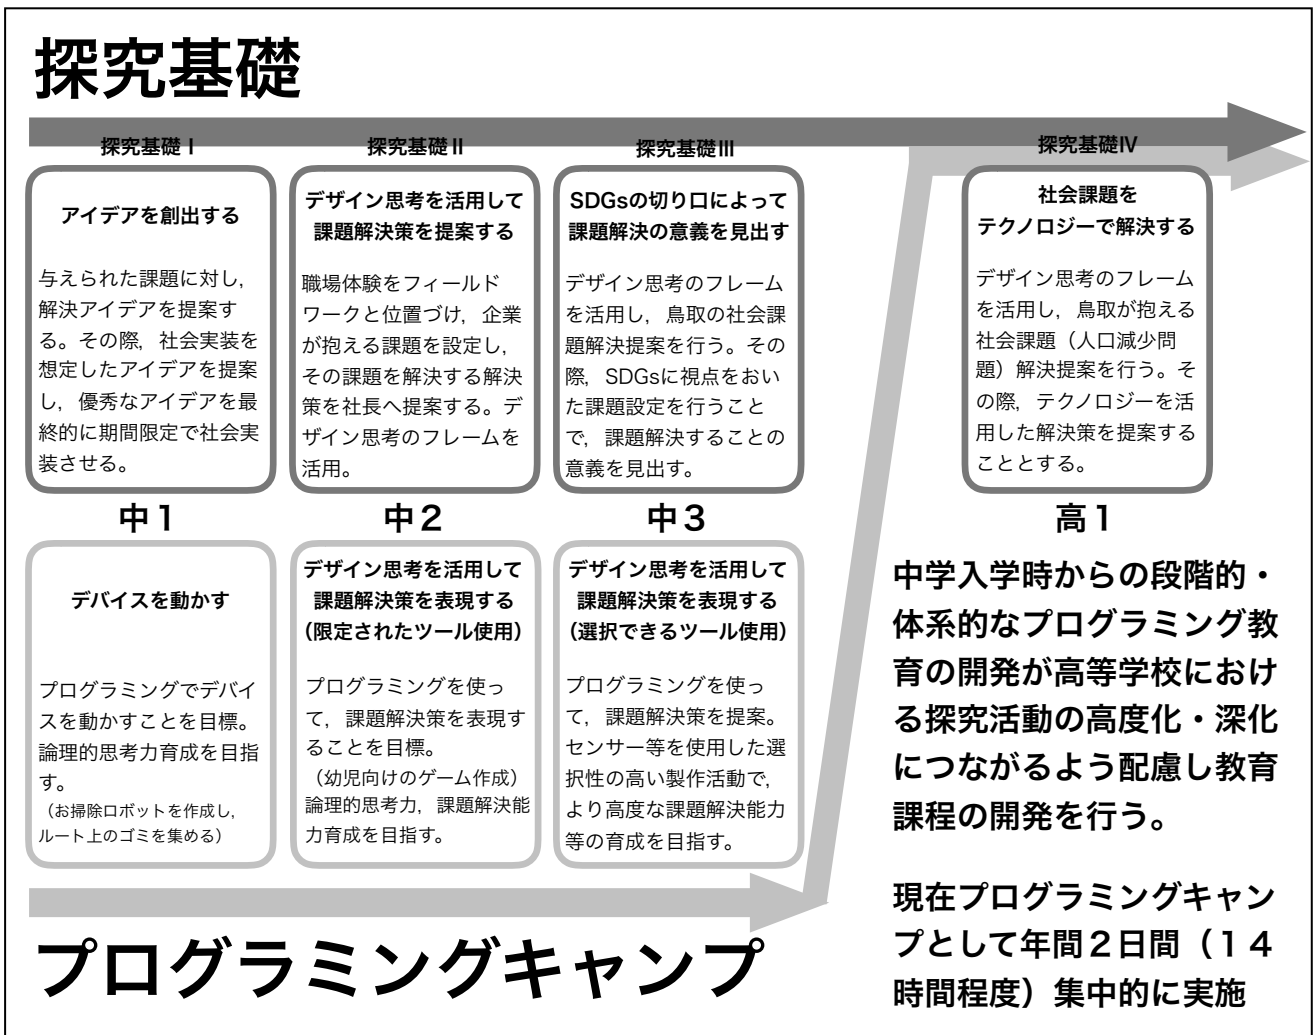 探究基礎
探究基礎Ⅰ
アイデアを創出する
与えられた課題に対し，
解決アイデアを提案す
る。その際，社会実装を
想定したアイデアを提案
し，優秀なアイデアを最
終的に期間限定で社会実
装させる。
中１
探究基礎Ⅱ
デザイン思考を活用して
課題解決策を提案する
職場体験をフィールド
ワークと位置づけ，企業
が抱える課題を設定し，
その課題を解決する解決
策を社長へ提案する。デ
ザイン思考のフレームを
活用。
中２
探究基礎Ⅲ
SDGsの切り口によって
課題解決の意義を見出す
デザイン思考のフレーム
を活用し，鳥取の社会課
題解決提案を行う。その
際，SDGsに視点をおい
た課題設定を行うこと
で，課題解決することの
意義を見出す。
中３
探究基礎Ⅳ
社会課題を
テクノロジーで解決する
デザイン思考のフレーム
を活用し，鳥取が抱える
社会課題（人口減少問
題）解決提案を行う。そ
の際，テクノロジーを活
用した解決策を提案する
こととする。
高１
デバイスを動かす
プログラミングでデバイ
スを動かすことを目標。
論理的思考力育成を目指
す。
（お掃除ロボットを作成し，
ルート上のゴミを集める）
デザイン思考を活用して
課題解決策を表現する
（限定されたツール使用）
プログラミングを使っ
て，課題解決策を表現す
ることを目標。
（幼児向けのゲーム作成）
論理的思考力，課題解決能
力育成を目指す。
デザイン思考を活用して
課題解決策を表現する
（選択できるツール使用）
プログラミングを使っ
て，課題解決策を提案。
センサー等を使用した選
択性の高い製作活動で，
より高度な課題解決能力
等の育成を目指す。
プログラミングキャンプ
中学入学時からの段階的・
体系的なプログラミング教
育の開発が高等学校におけ
る探究活動の高度化・深化
につながるよう配慮し教育
課程の開発を行う。
現在プログラミングキャン
プとして年間２日間（１４
時間程度）集中的に実施